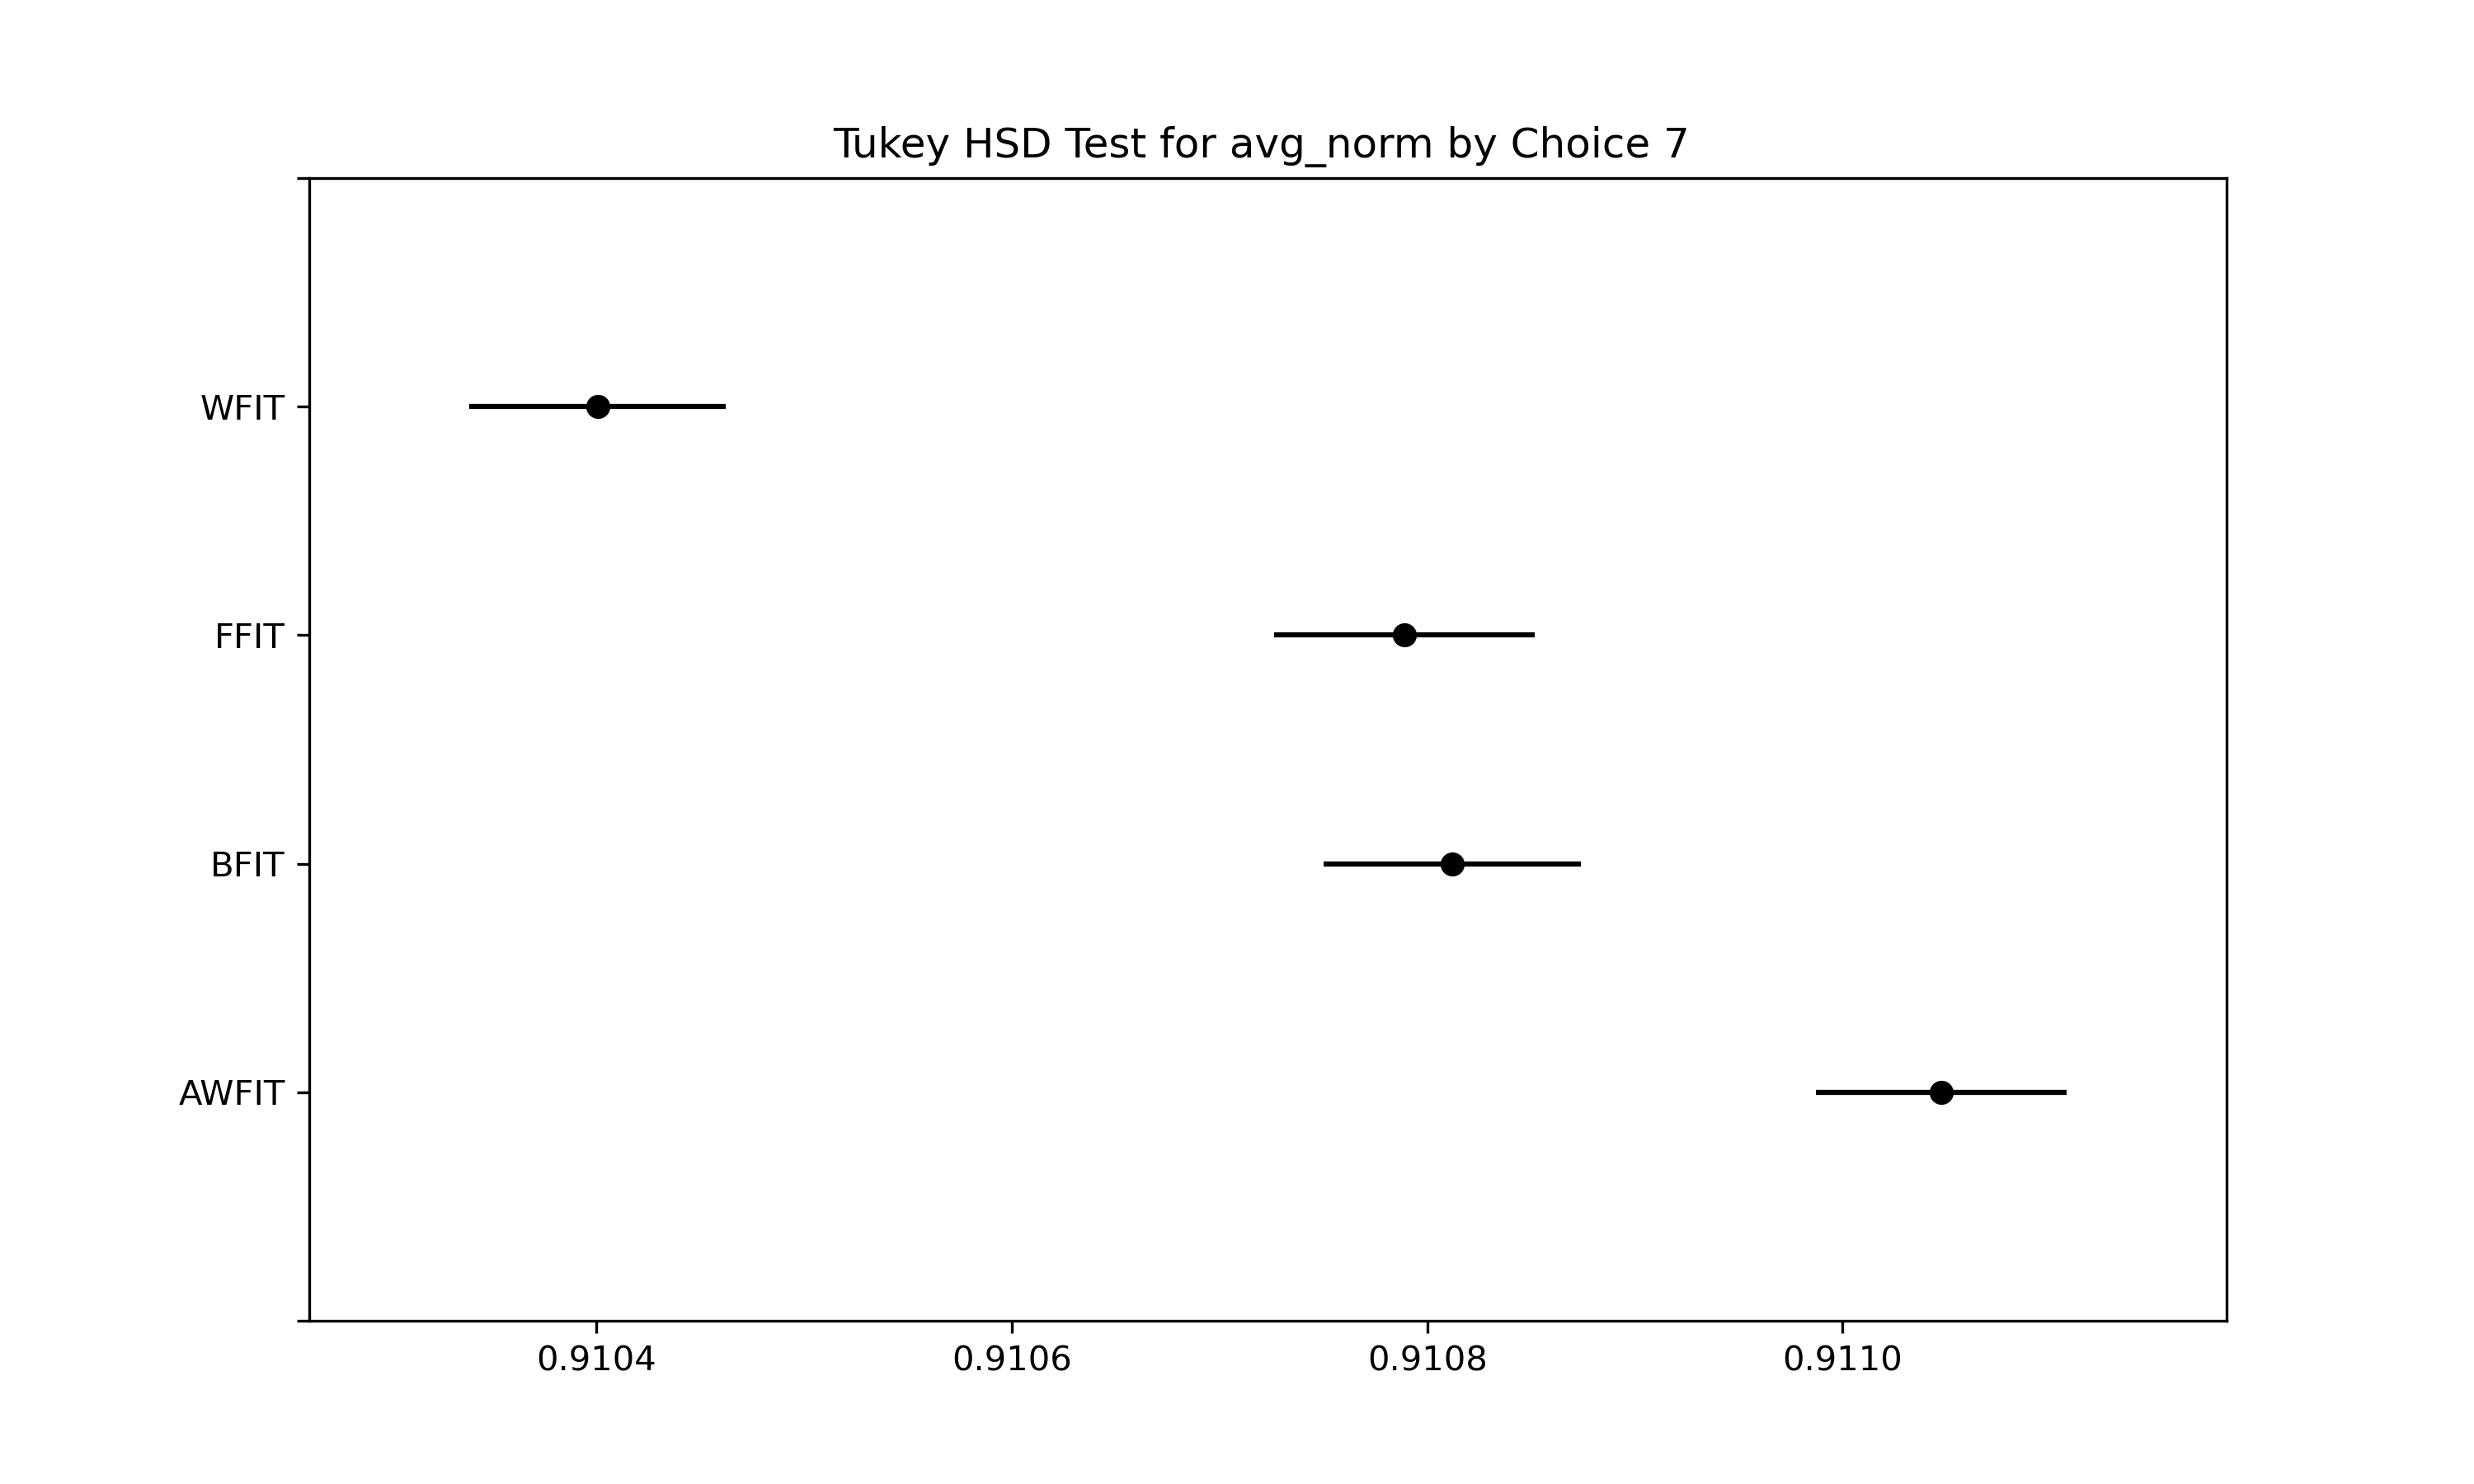 Tukey HSD Test for avg_norm by Choice 7
WFIT
FFIT
BFIT
AWFIT
0.9104 0.9106 0.9108 0.9110